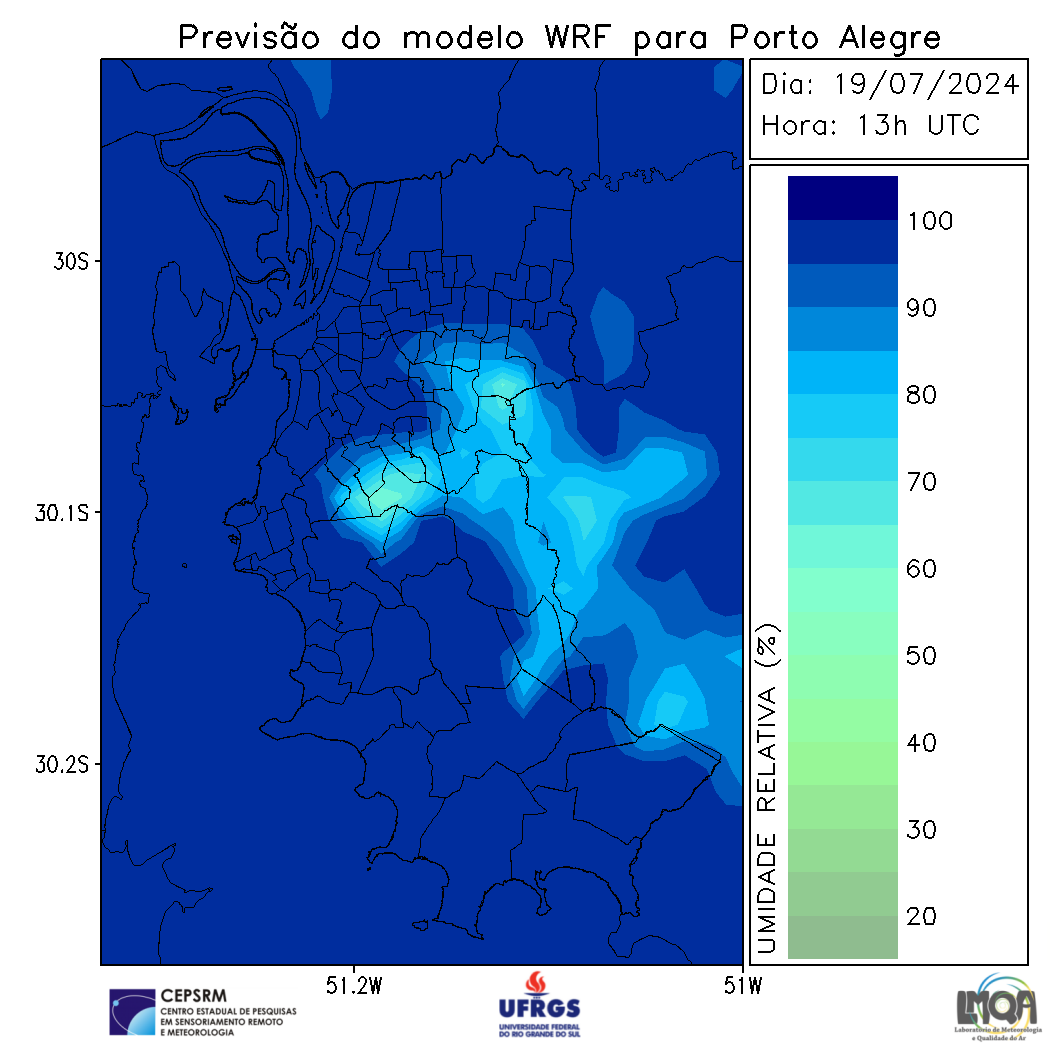 Previsão do modelo WRF para Porto Alegre
Dia: 19/07/2024
Hora: 13h UTC
100
90
80
70
60
50
40
30
20
UMIDADE RELATIVA (%)
30S
30.1S
30.2S
51.2W
51W
CEPSRM
CENTRO ESTADUAL DE PESQUISAS
EM SENSORIAMENTO REMOTO
E METEOROLOGIA
UFRGS
UNIVERSIDADE FEDERAL
DO RIO GRANDE DO SUL
LMQA
Laboratório de Meteorologia
e Qualidade do Ar